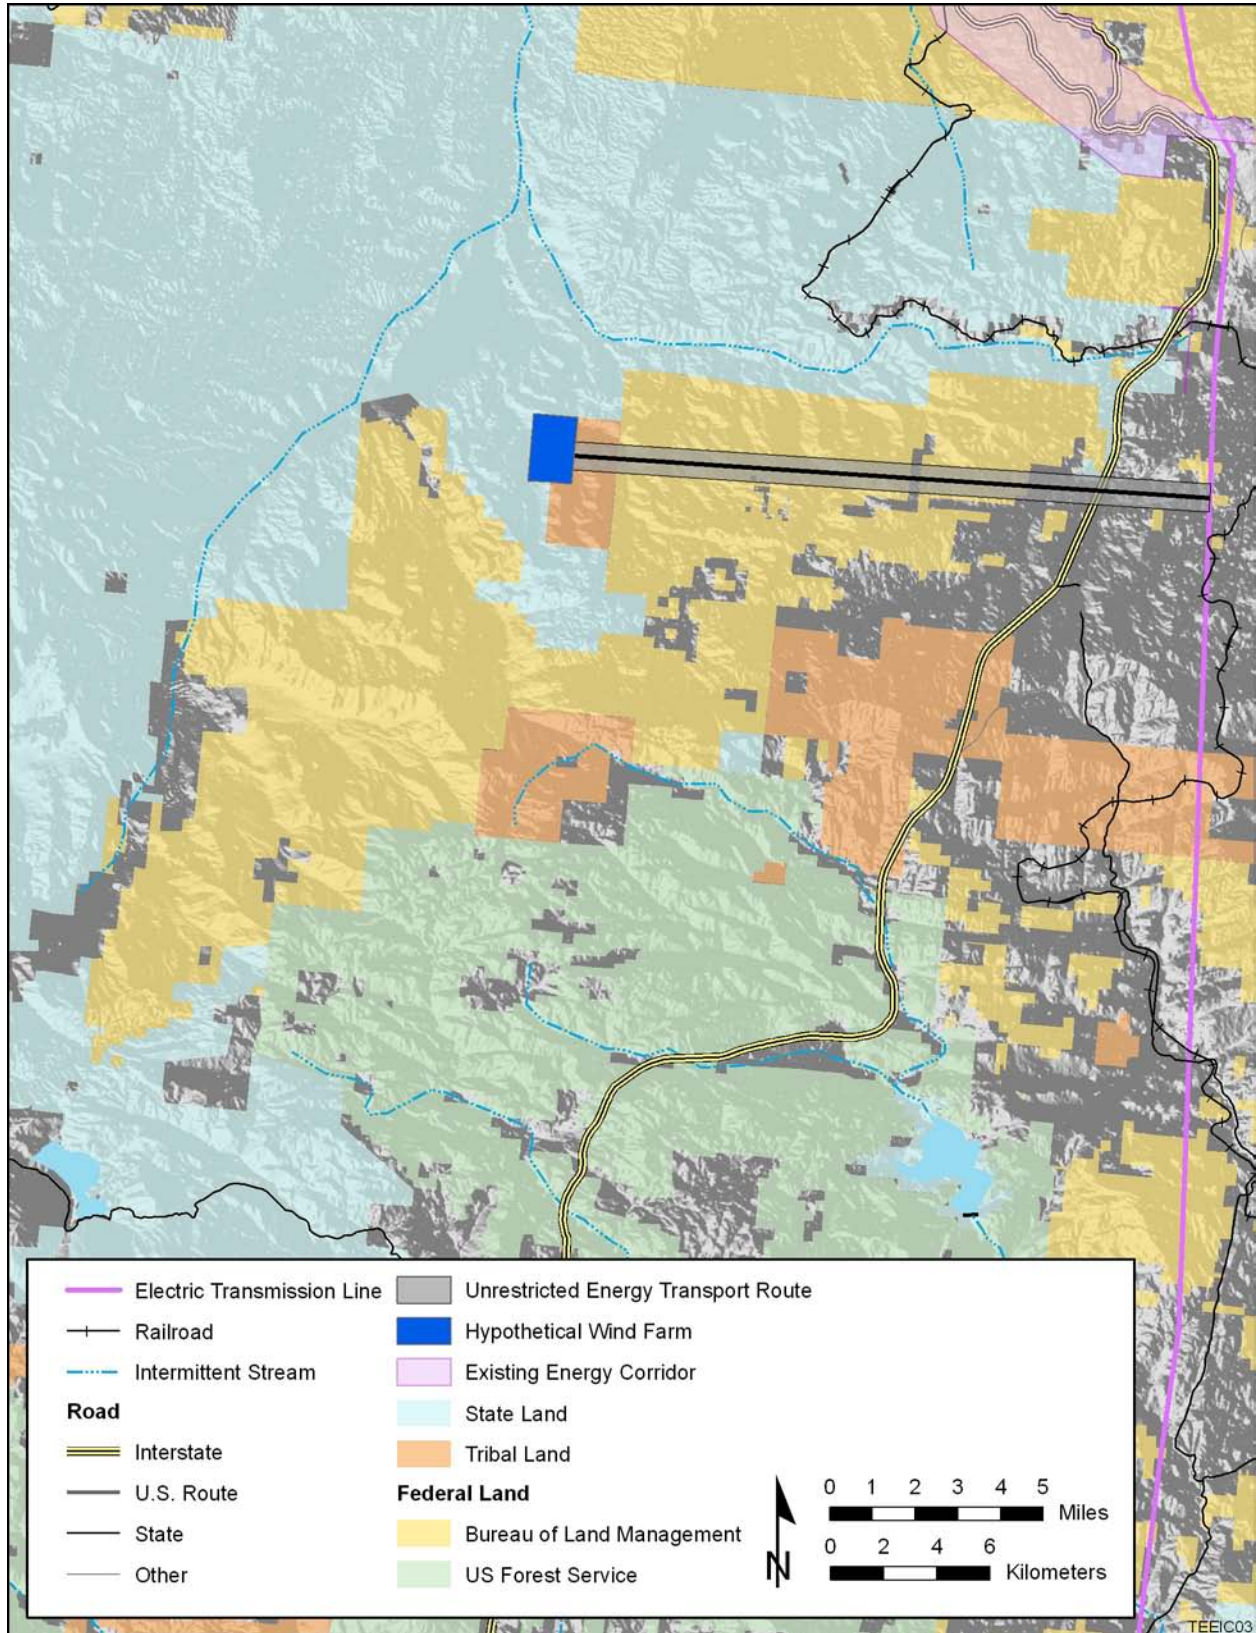 Electric Transmission Line
Railroad
Intermittent Stream
Road
Interstate
U.S. Route
State
Other
Unrestricted Energy Transport Route
Hypothetical Wind Farm
Existing Energy Corridor
State Land
Tribal Land
Federal Land
Bureau of Land Management
US Forest Service
N
0 1 2 3 4 5
Miles
0 2 4 6
Kilometers
TEEIC03